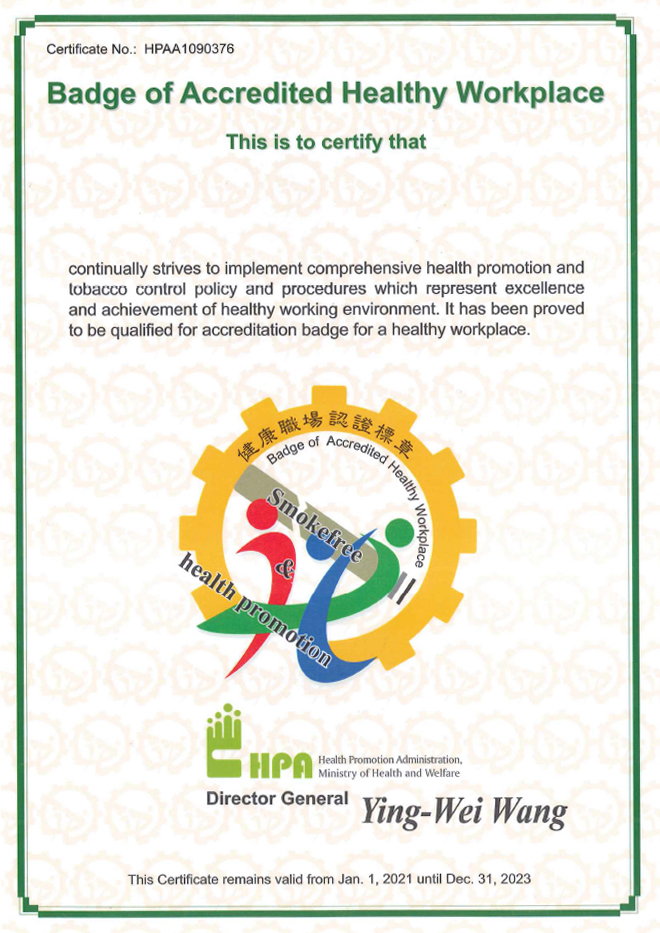 Certificate No.: HPAA1090376
Badge of Accredited Healthy Workplace
This is to certify that
continually strives to implement comprehensive health promotion and
tobacco control policy and procedures which represent excellence
and achievement of healthy working environment. It has been proved
to be qualified for accreditation badge for a healthy workplace.
健康職場認證標章
Badge of Accredited Healthy Workplace
Smokefree
&
health promotion
HPA
Health Promotion Administration,
Ministry of Health and Welfare
Director General Ying-Wei Wang
This Certificate remains valid from Jan. 1, 2021 until Dec. 31, 2023